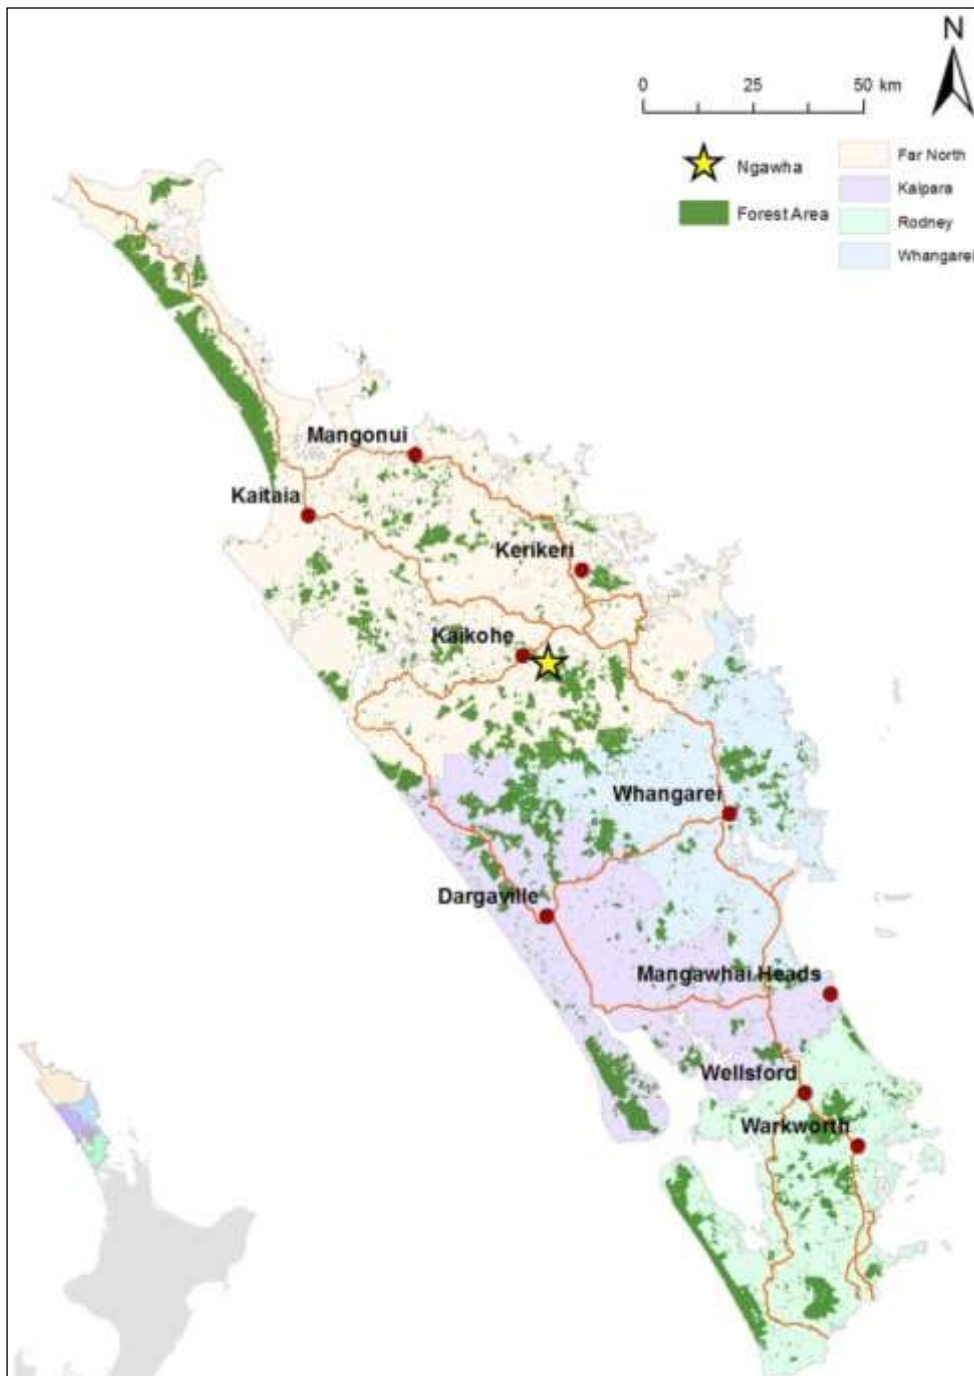 N
0 25 50 km
Ngawha
Forest Area
Far North
Kaipara
Rodney
Whangarei
Mangonui
Kaitaia
Kerikeri
Kaikohe
Whangarei
Dargaville
Mangawhai Heads
Wellsford
Warkworth